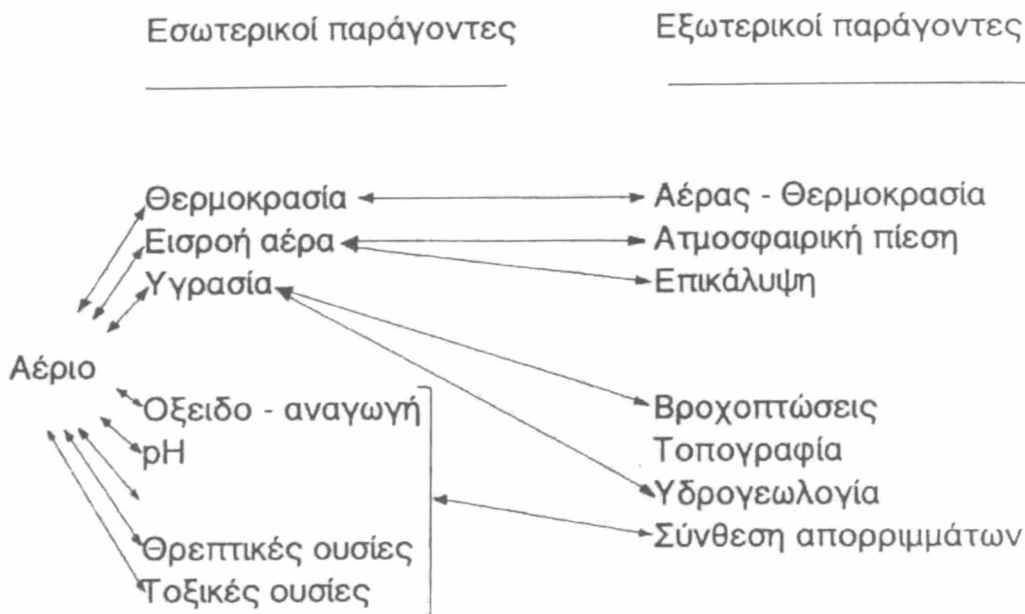 Εσωτερικοί παράγοντες Εξωτερικοί παράγοντες
Θερμοκρασία Αέρας - Θερμοκρασία
Εισροή αέρα Ατμοσφαιρική πίεση
Υγρασία Επικάλυψη
Αέριο
Οξειδο - αναγωγή Βροχοπτώσεις
pH Τοπογραφία
Υδρογεωλογία
Θρεπτικές ουσίες Σύνθεση απορριμμάτων
Τοξικές ουσίες